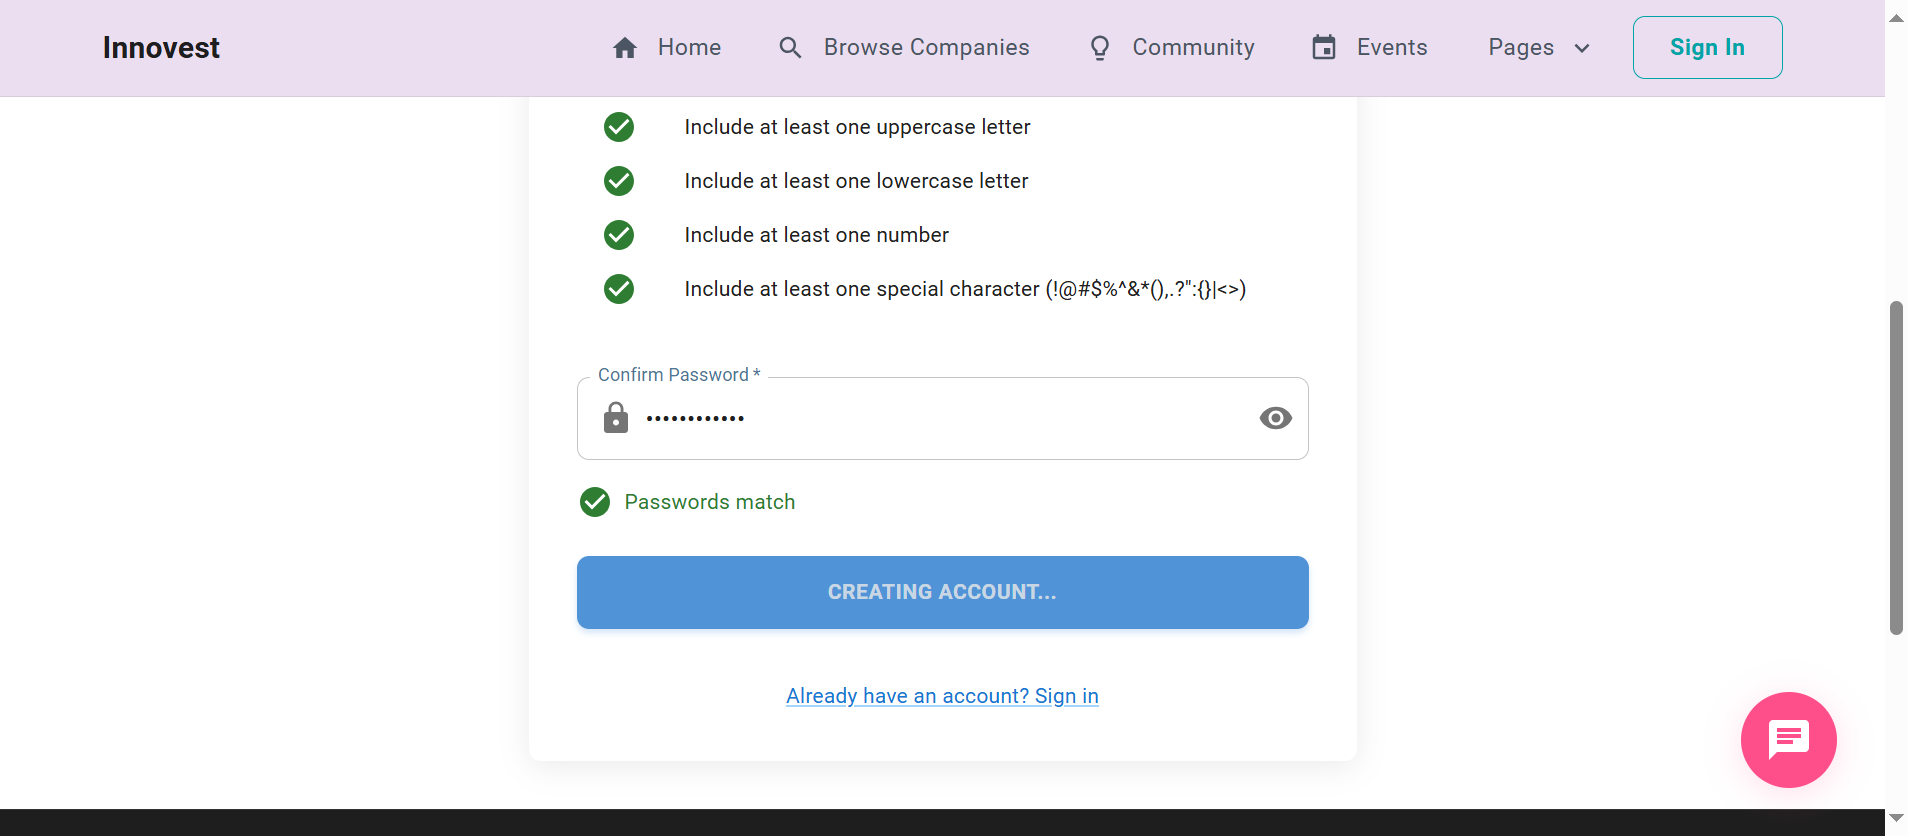 Innovest
Home
Browse Companies
Community
Events
Pages
Sign In
Include at least one uppercase letter
Include at least one lowercase letter
Include at least one number
Include at least one special character (!@#$%^&*(),.?":{}|<>)
Confirm Password *
••••••••••••
Passwords match
CREATING ACCOUNT...
Already have an account? Sign in